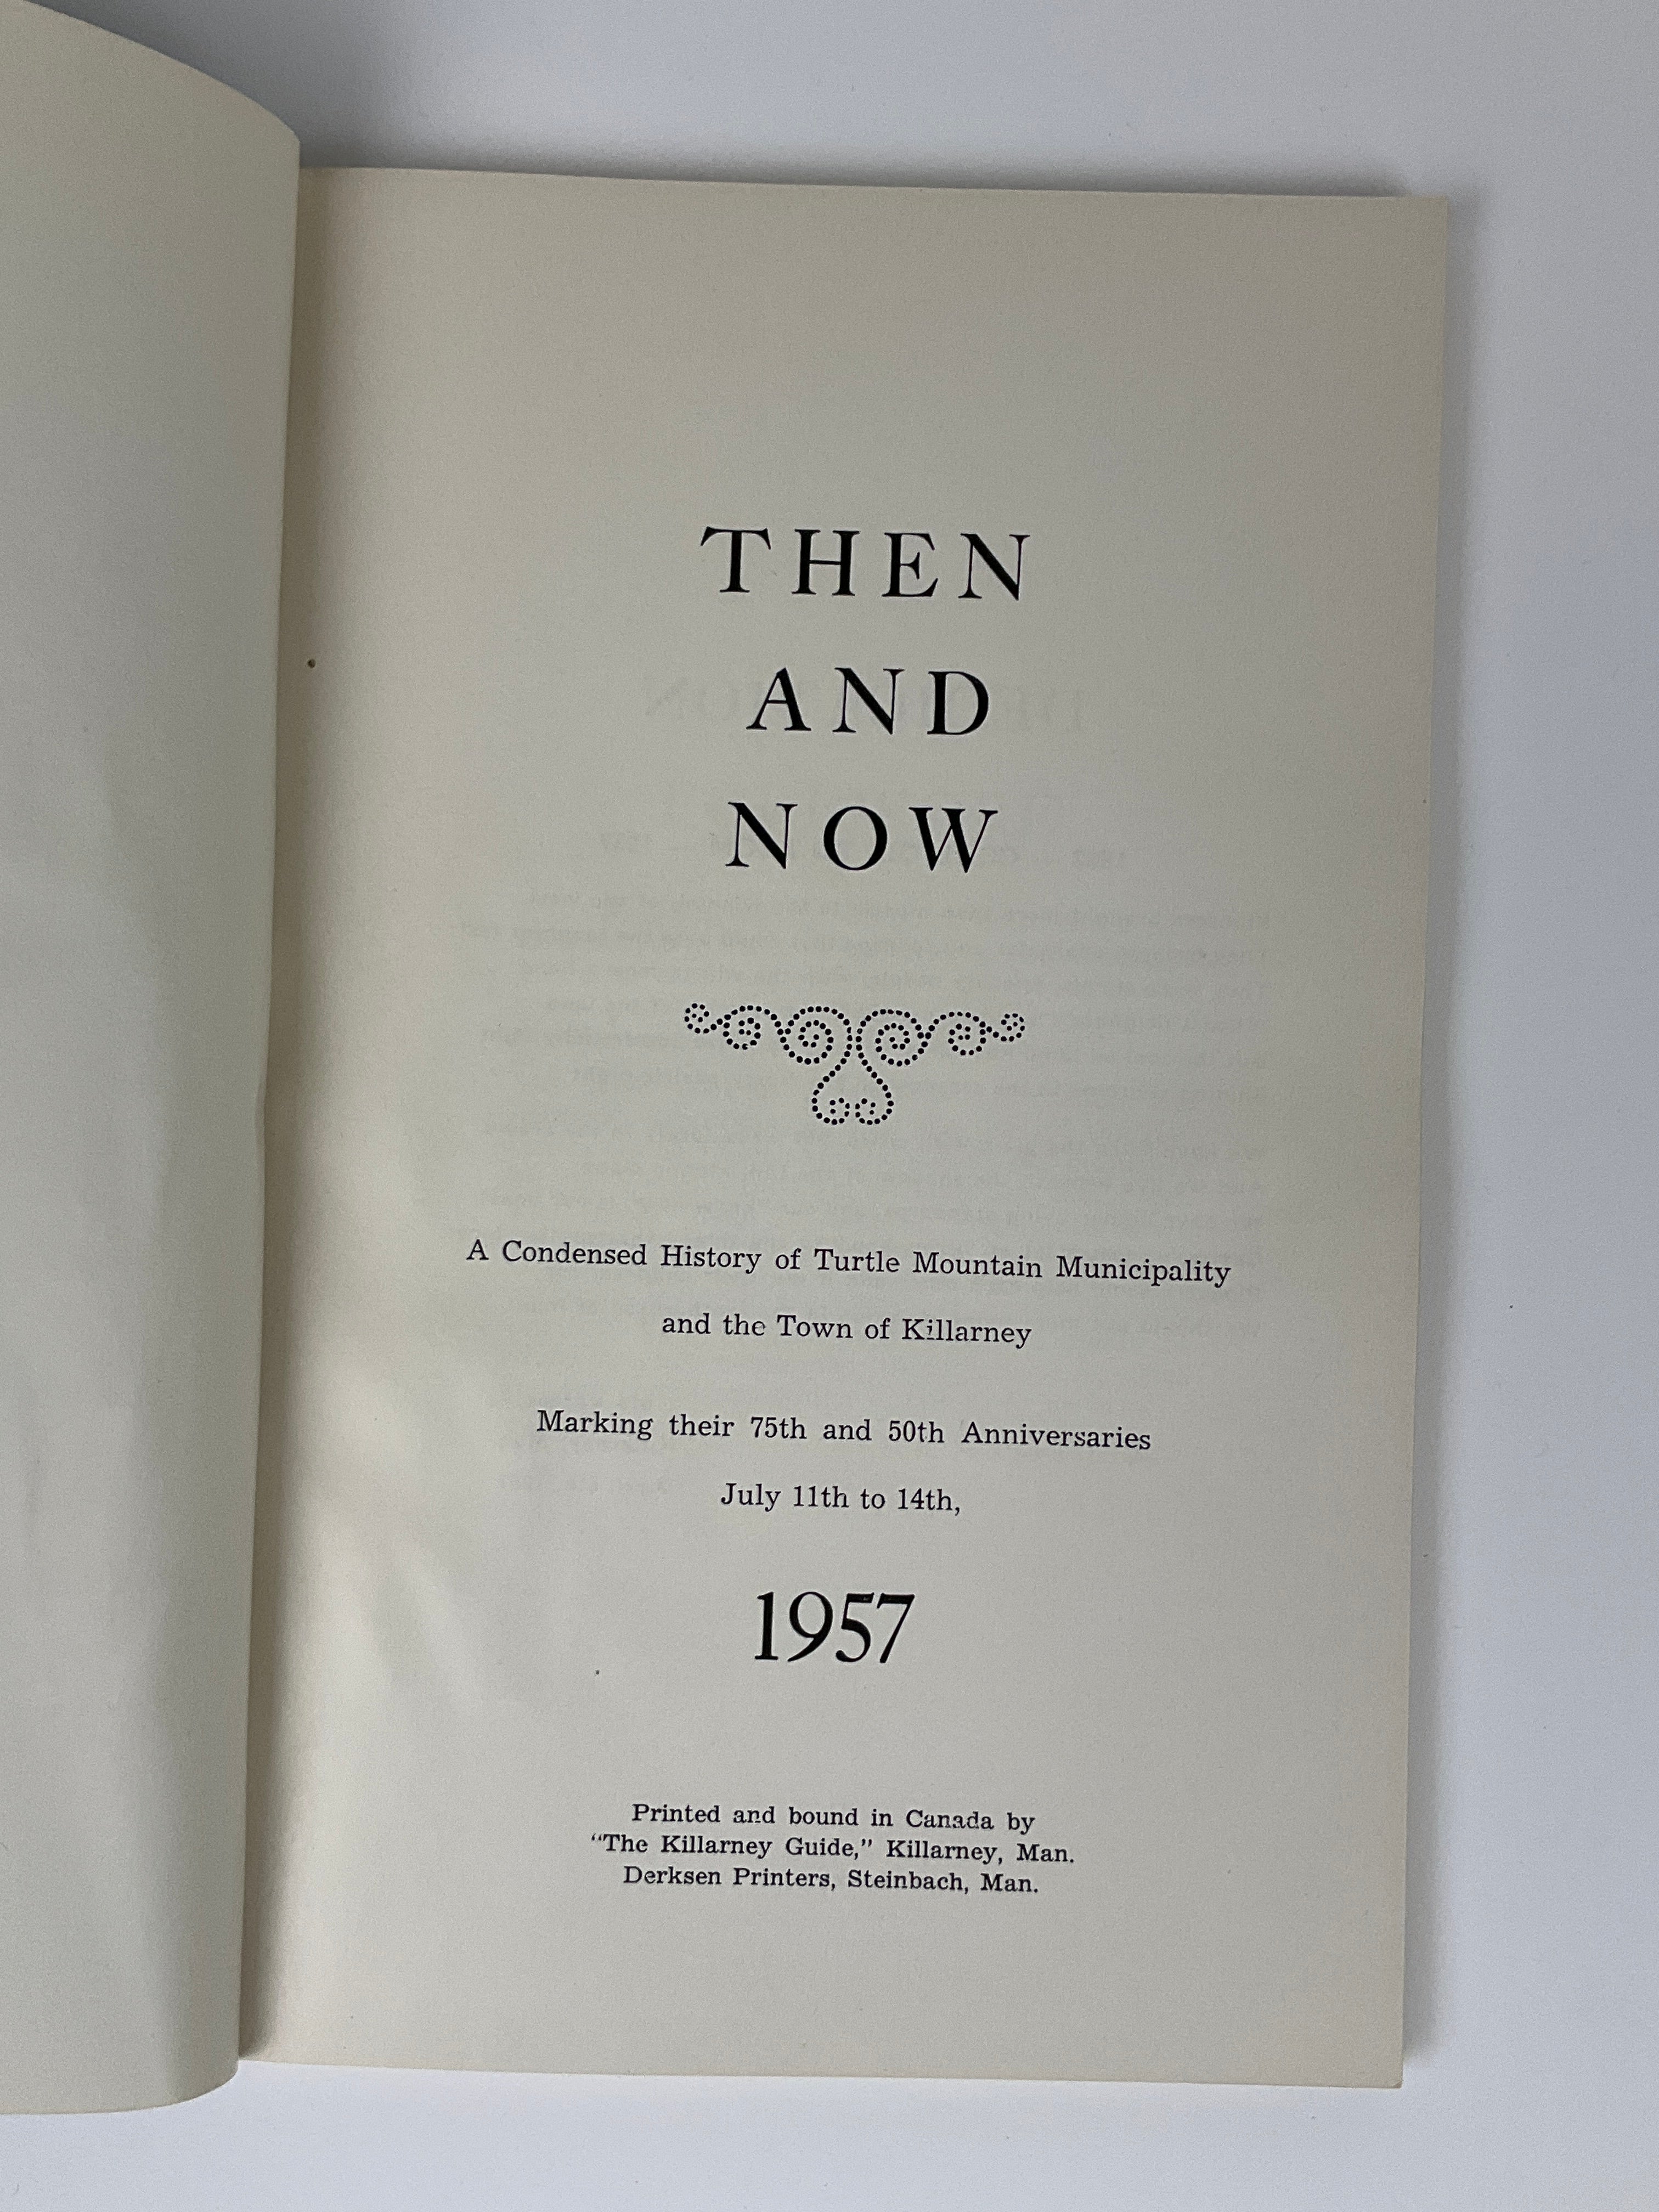 THEN
AND
NOW
A Condensed History of Turtle Mountain Municipality
and the Town of Killarney
Marking their 75th and 50th Anniversaries
July 11th to 14th,
1957
Printed and bound in Canada by
“The Killarney Guide,” Killarney, Man.
Derksen Printers, Steinbach, Man.